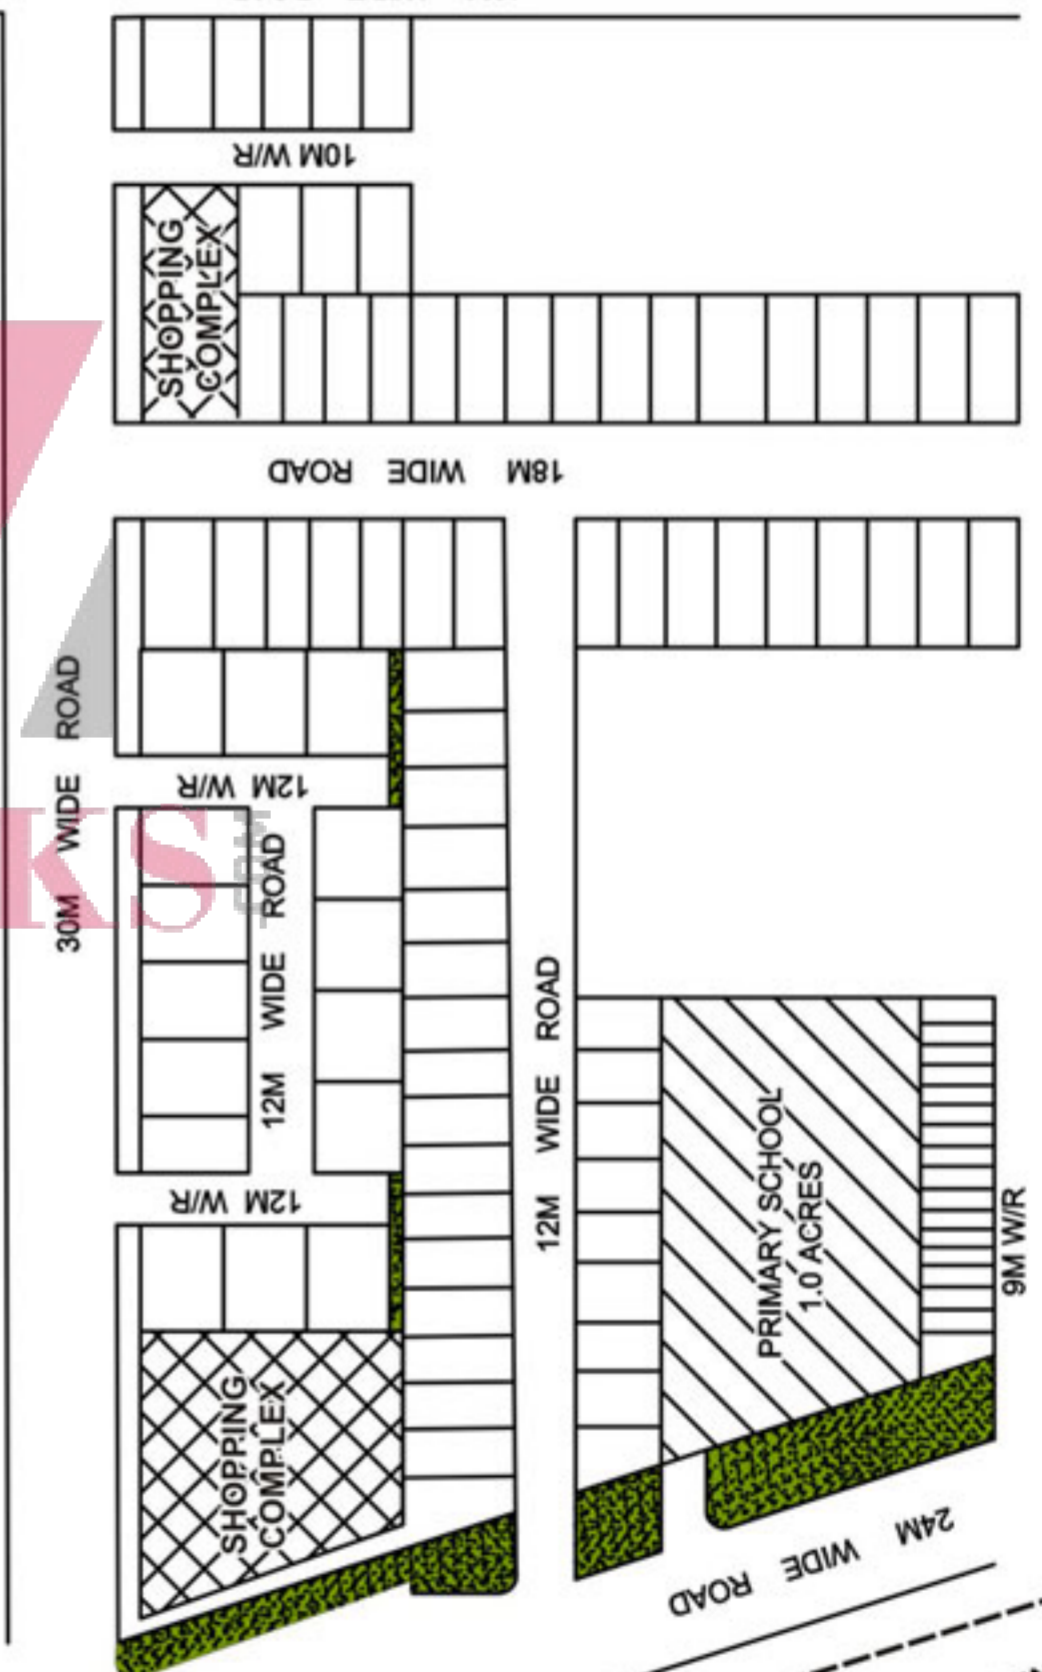 10M W/R
SHOPPING
COMPLEX
18M WIDE ROAD
30M WIDE ROAD
12M W/R
KS
12M WIDE ROAD
12M WIDE ROAD
12M W/R
PRIMARY SCHOOL
1.0 ACRES
9M W/R
SHOPPING
COMPLEX
24M WIDE ROAD